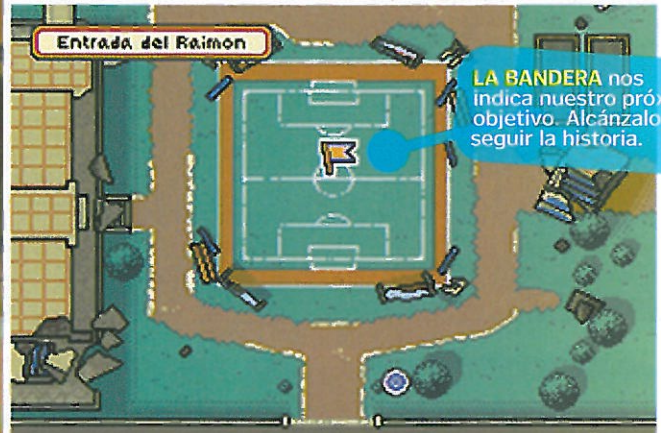 Entrada del Raimon
LA BANDERA nos
indica nuestro
objetivo. Alcánzalo
seguir la historia.